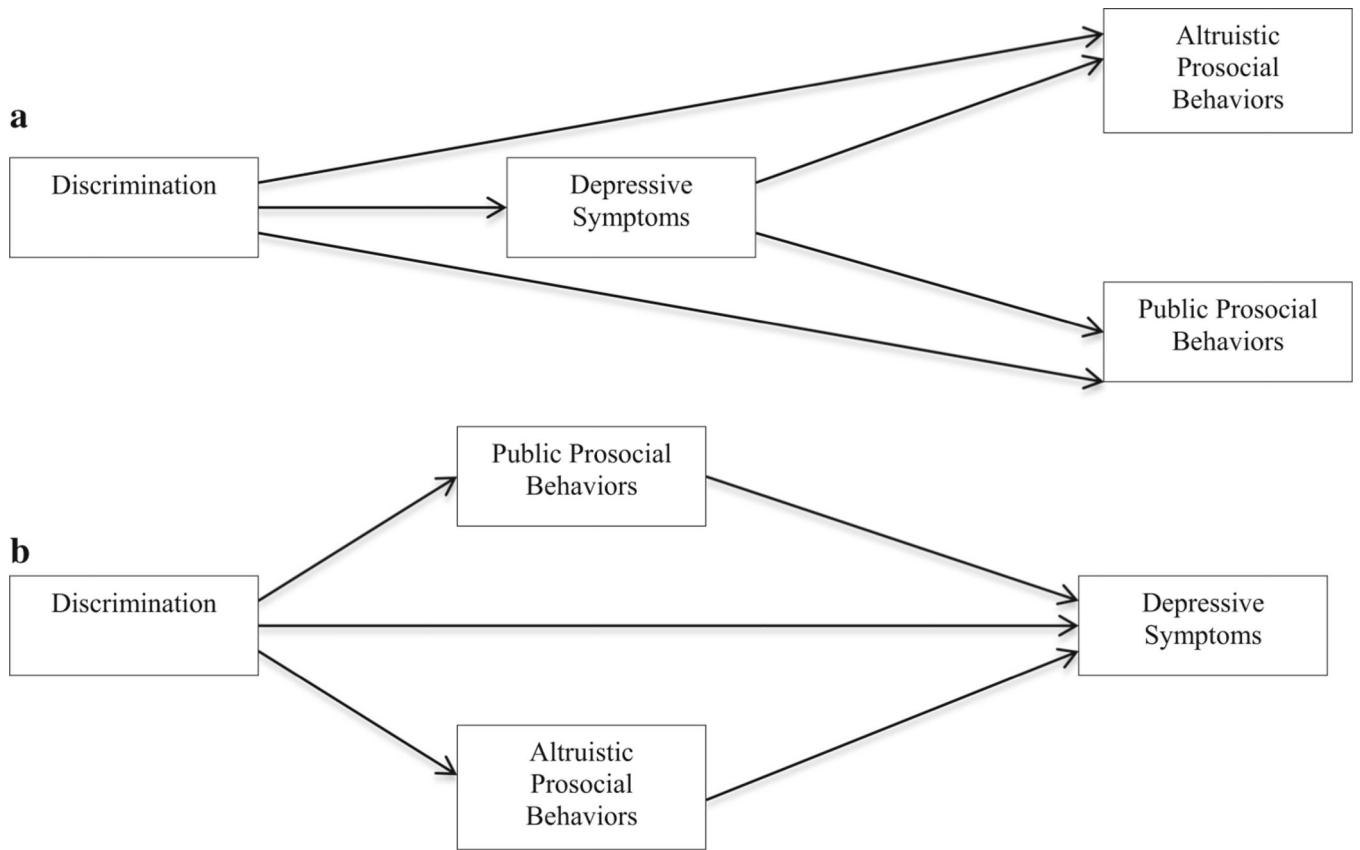 a
Discrimination
Depressive
Symptoms
Altruistic
Prosocial
Behaviors
Public Prosocial
Behaviors
b
Discrimination
Public Prosocial
Behaviors
Altruistic
Prosocial
Behaviors
Depressive
Symptoms